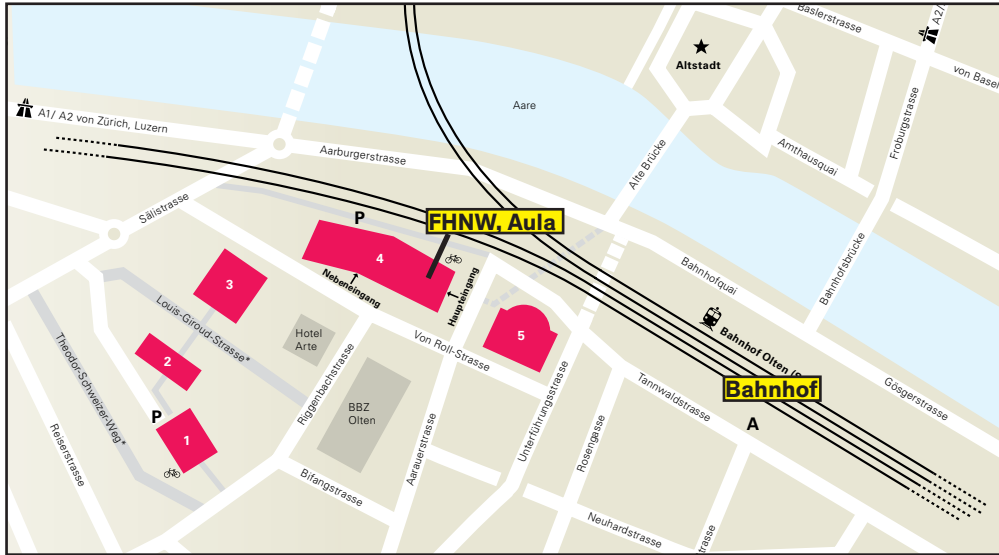 Baslerstrasse
A2/
Altstadt
von Basel
A1/ A2 von Zürich, Luzern
Aare
Aarburgerstrasse
Alte Brücke
Amthausquai
Froburgstrasse
Sälistrasse
P
FHNW, Aula
4
Nebeneingang
Haupteingang
Bahnhofquai
Bahnhofsbrücke
3
Louis-Giroud-Strasse*
Hotel
Arte
Von Roll-Strasse
5
Bahnhof Olten
Gösgerstrasse
2
Theodor-Schweizer-Weg*
Riggenbachstrasse
Bahnhof
Tannwaldstrasse
A
P
1
BBZ
Olten
Unterführungsstrasse
Rosengasse
Reiserstrasse
Aarauerstrasse
Bifangstrasse
Neuhardstrasse
strasse